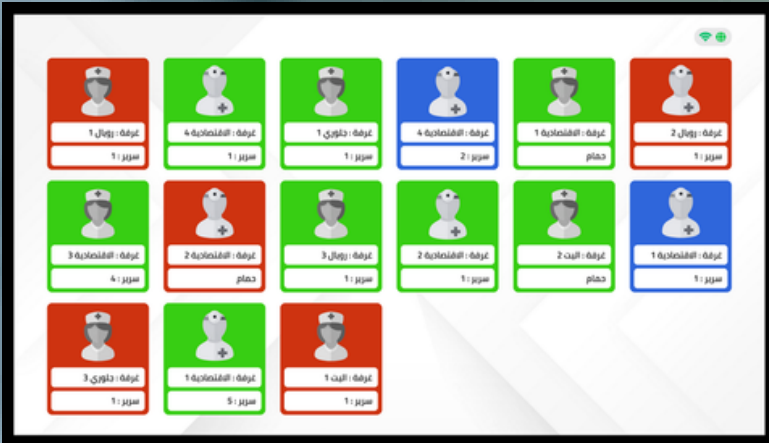 غرفة : رويال 2
سرير : 1
غرفة : الاقتصادية 1
حمام
غرفة : الاقتصادية 4
سرير : 2
غرفة : جلوري 1
سرير : 1
غرفة : الاقتصادية 4
سرير : 1
غرفة : رويال 1
سرير : 1
غرفة : الاقتصادية 1
سرير : 1
غرفة : اليت 2
حمام
غرفة : الاقتصادية 2
سرير : 1
غرفة : رويال 3
سرير : 1
غرفة : الاقتصادية 2
حمام
غرفة : الاقتصادية 3
سرير : 4
غرفة : اليت 1
سرير : 1
غرفة : الاقتصادية 1
سرير : 5
غرفة : جلوري 3
سرير : 1